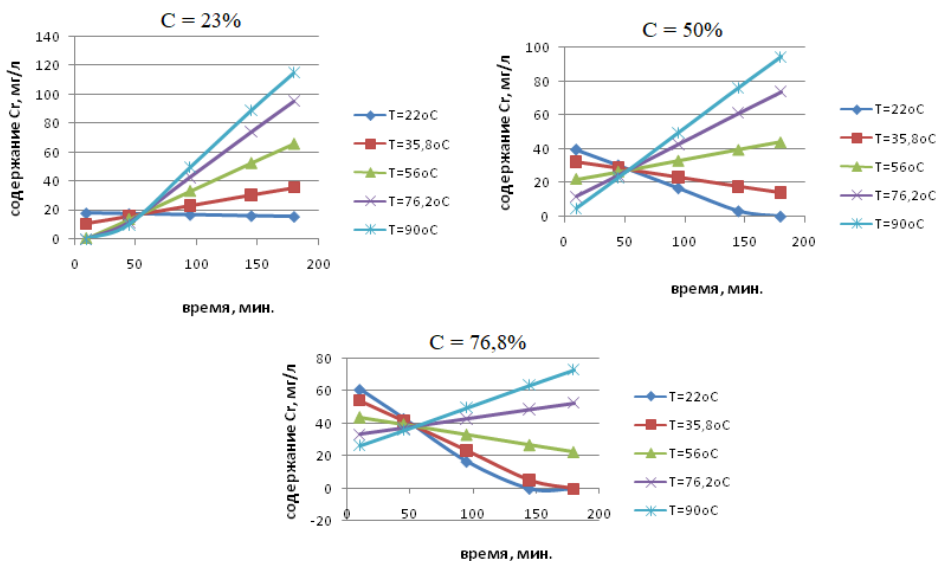 C = 23%
содержание Cr, мг/л
140
120
100
80
60
40
20
0
0 50 100 150 200
время, мин.
T=22oC
T=35,8oC
T=56oC
T=76,2oC
T=90oC
C = 50%
содержание Cr, мг/л
100
80
60
40
20
0
0 50 100 150 200
время, мин.
T=22oC
T=35,8oC
T=56oC
T=76,2oC
T=90oC
C = 76,8%
содержание Cr, мг/л
80
60
40
20
0
-20
0 50 100 150 200
время, мин.
T=22oC
T=35,8oC
T=56oC
T=76,2oC
T=90oC